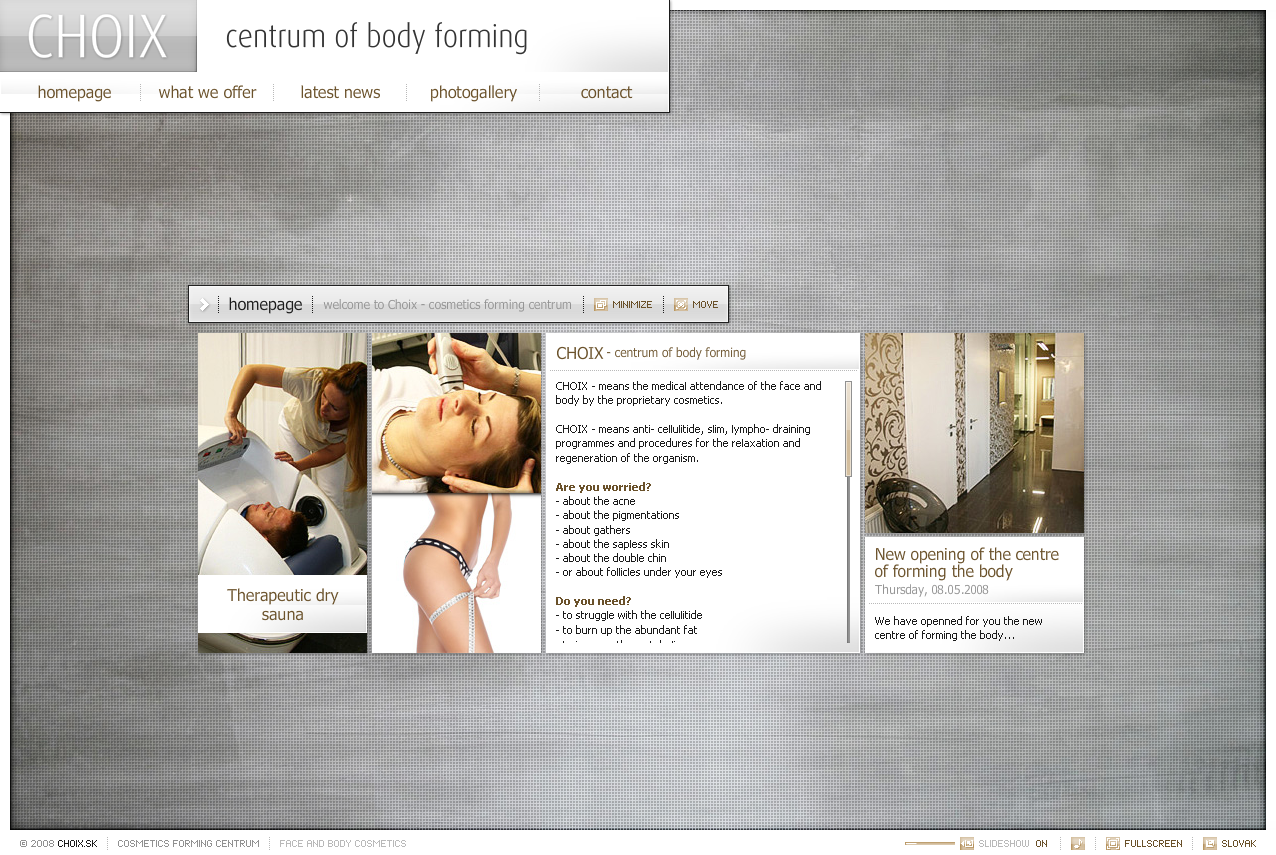 CHOIX
centrum of body forming
homepage
what we offer
latest news
photogallery
contact
homepage
welcome to Choix - cosmetics forming centrum
MINIMIZE
MOVE
Therapeutic dry
sauna
CHOIX - centrum of body forming
CHOIX - means the medical attendance of the face and
body by the proprietary cosmetics.
CHOIX - means anti- cellulitide, slim, lympho- draining
programmes and procedures for the relaxation and
regeneration of the organism.
Are you worried?
- about the acne
- about the pigmentations
- about gathers
- about the sapless skin
- about the double chin
- or about follicles under your eyes
Do you need?
- to struggle with the cellulitide
- to burn up the abundant fat
New opening of the centre
of forming the body
Thursday, 08.05.2008
We have openned for you the new
centre of forming the body...
© 2008 CHOIX.SK
COSMETICS FORMING CENTRUM
FACE AND BODY COSMETICS
SLIDESHOW ON
FULLSCREEN
SLOVAK